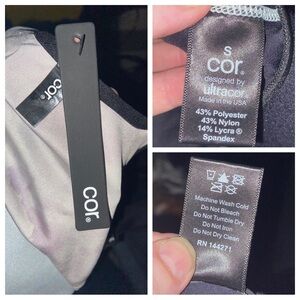 cor.
cor®
S
cor.
designed by
ultracor®
Made in the USA
43% Polyester
43% Nylon
14% Lycra®
Spandex
Machine Wash Cold
Do Not Bleach
Do Not Tumble Dry
Do Not Iron
Do Not Dry Clean
RN 144271